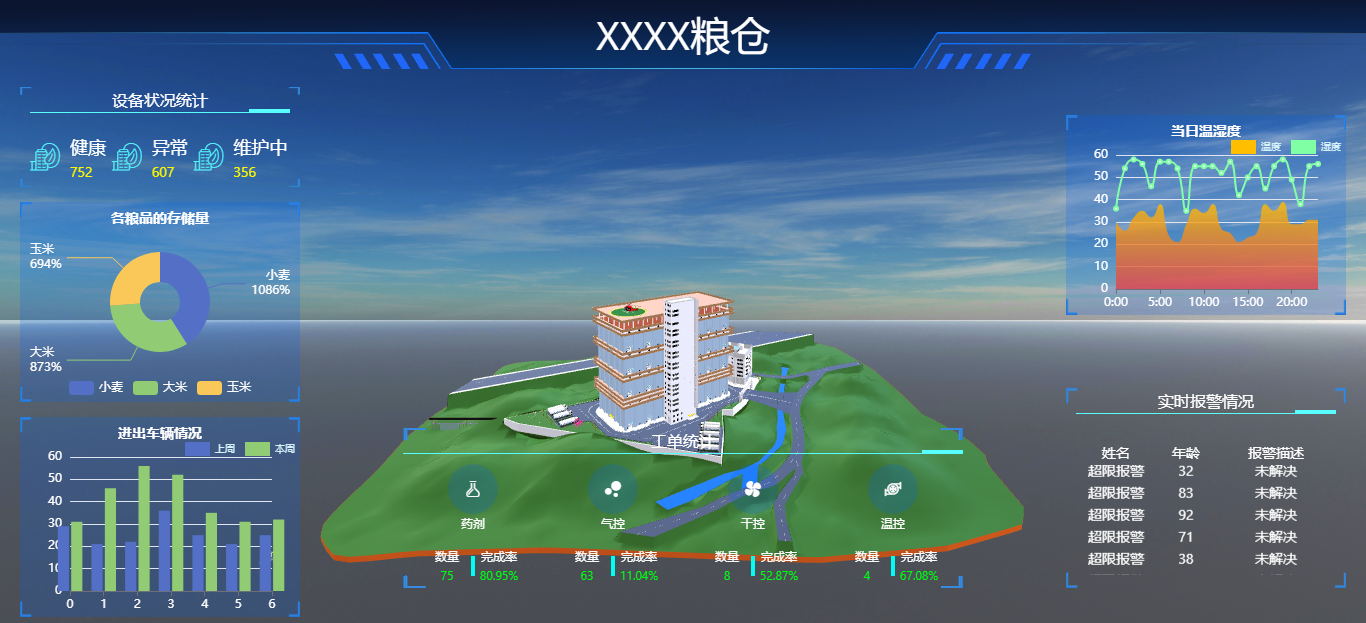 XXXX粮仓
设备状况统计
健康 异常 维护中
752 607 356
各粮品的存储量
玉米
694%
小麦
1086%
大米
873%
小麦 大米 玉米
进出车辆情况
上周 本周
60
50
40
30
20
10
0
0 1 2 3 4 5 6
工单统计
药剂 气控 干控 温控
数量 完成率 数量 完成率 数量 完成率 数量 完成率
75 80.95% 63 11.04% 8 52.87% 4 67.08%
当日温湿度
温度 湿度
60
50
40
30
20
10
0
0:00 5:00 10:00 15:00 20:00
实时报警情况
姓名 年龄 报警描述
超限报警 32 未解决
超限报警 83 未解决
超限报警 92 未解决
超限报警 71 未解决
超限报警 38 未解决